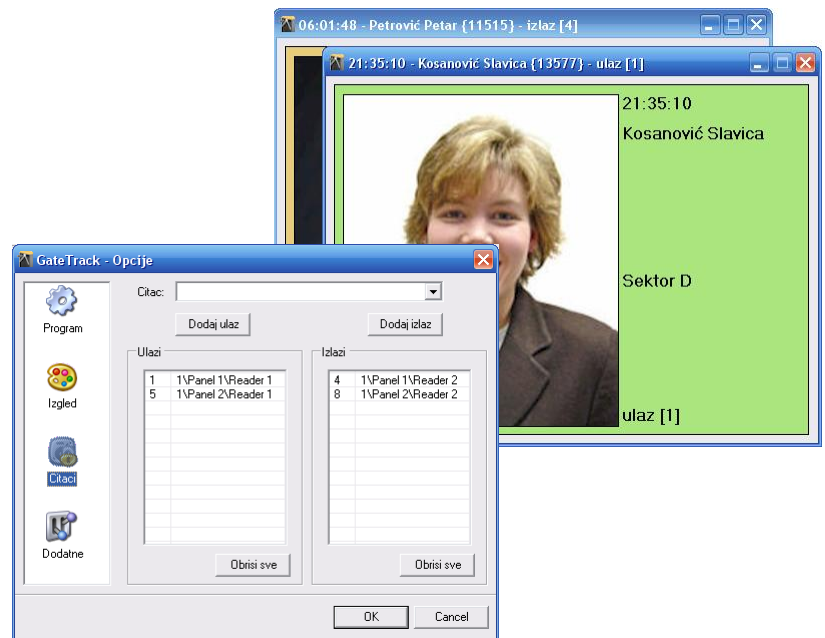 06:01:48 - Petrović Petar {11515} - izlaz [4]
21:35:10 - Kosanović Slavica {13577} - ulaz [1]
21:35:10
Kosanović Slavica
Sektor D
ulaz [1]
GateTrack - Opcije
Program
Izgled
Citaci
Dodatne
Citac:
Dodaj ulaz
Dodaj izlaz
Ulazi
1 1\Panel 1\Reader 1
5 1\Panel 2\Reader 1
Obrisi sve
Izlazi
4 1\Panel 1\Reader 2
8 1\Panel 2\Reader 2
Obrisi sve
OK
Cancel